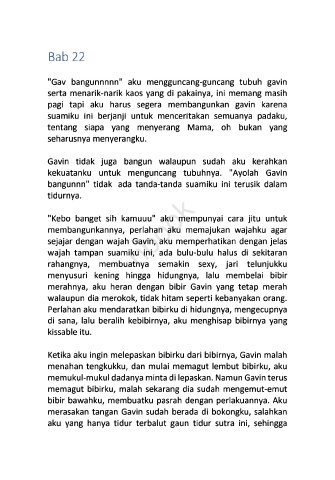 Bab 22
"Gav bangunnnnn" aku mengguncang-guncang tubuh gavin
serta menarik-narik kaos yang di pakainya, ini memang masih
pagi tapi aku harus segera membangunkan gavin karena
suamiku ini berjanji untuk menceritakan semuanya padaku,
tentang siapa yang menyerang Mama, oh bukan yang
seharusnya menyerangku.
Gavin tidak juga bangun walaupun sudah aku kerahkan
kekuatanku untuk menguncang tubuhnya. "Ayolah Gavin
bangunnn" tidak ada tanda-tanda suamiku ini terusik dalam
tidurnya.
"Kebo banget sih kamuuu" aku mempunyai cara jitu untuk
membangunkannya, perlahan aku memajukan wajahku agar
sejajar dengan wajah Gavin, aku memperhatikan dengan jelas
wajah tampan suamiku ini, ada bulu-bulu halus di sekitaran
rahangnya, membuatnya semakin sexy, jari telunjukku
menyusuri kening hingga hidungnya, lalu membelai bibir
merahnya, aku heran dengan bibir Gavin yang tetap merah
walaupun dia merokok, tidak hitam seperti kebanyakan orang.
Perlahan aku mendaratkan bibirku di hidungnya, mengecupnya
di sana, lalu beralih kebibirnya, aku menghisap bibirnya yang
kissable itu.
Ketika aku ingin melepaskan bibirku dari bibirnya, Gavin malah
menahan tengkukku, dan mulai memagut lembut bibirku, aku
memukul-mukul dadanya minta di lepaskan. Namun Gavin terus
memagut bibirku, malah sekarang dia sudah mengemut-emut
bibir bawahku, membuatku pasrah dengan perlakuannya. Aku
merasakan tangan Gavin sudah berada di bokongku, salahkan
aku yang hanya tidur terbalut gaun tidur sutra ini, sehingga